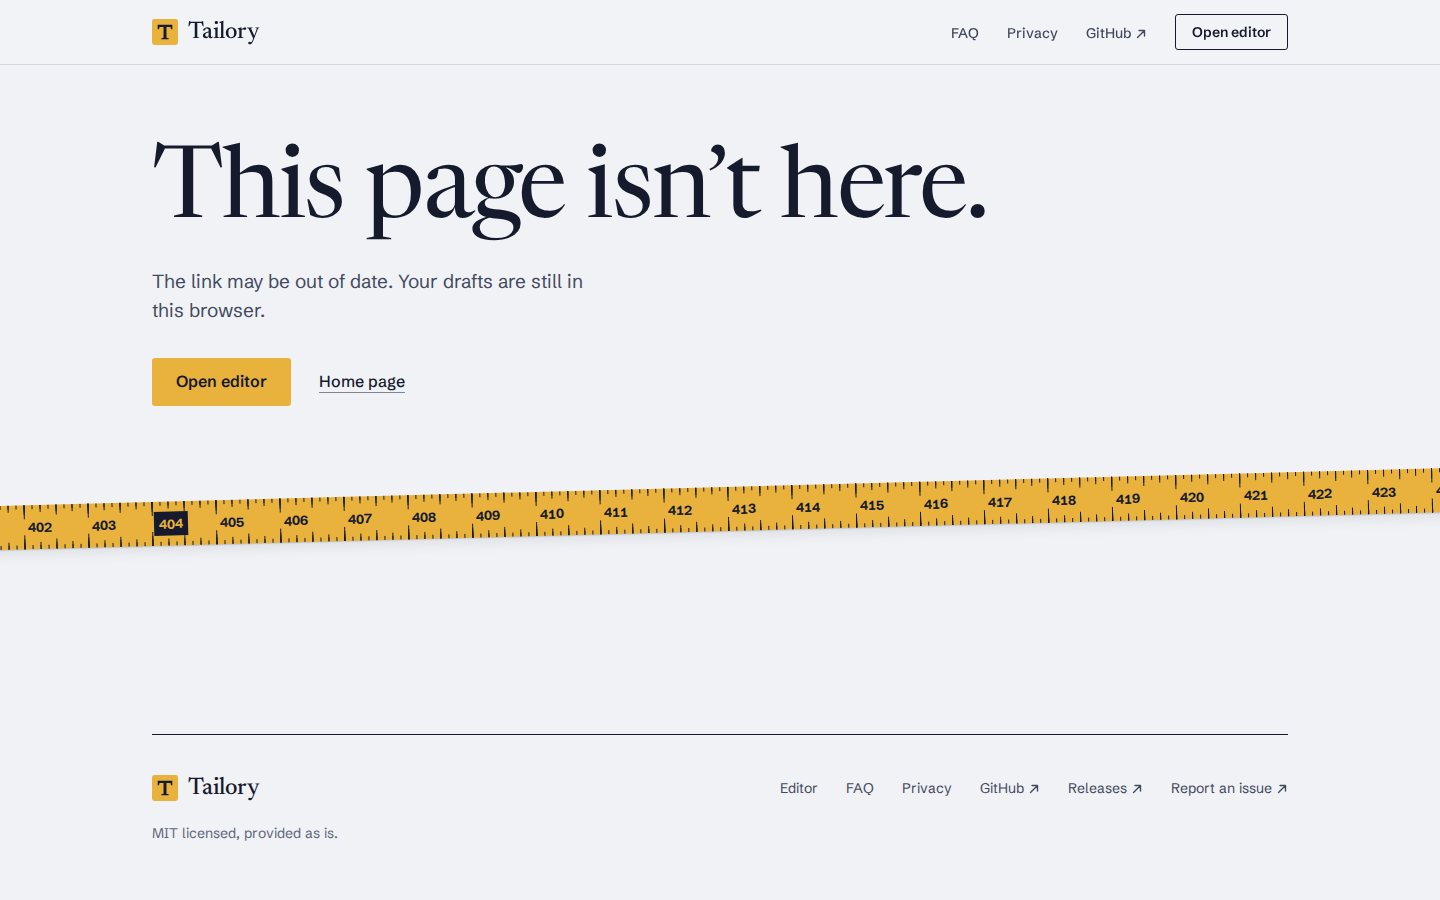 T Tailory
FAQ Privacy GitHub ↗ Open editor
This page isn’t here.
The link may be out of date. Your drafts are still in
this browser.
Open editor Home page
402 403 404 405 406 407 408 409 410 411 412 413 414 415 416 417 418 419 420 421 422 423
T Tailory
Editor FAQ Privacy GitHub ↗ Releases ↗ Report an issue ↗
MIT licensed, provided as is.